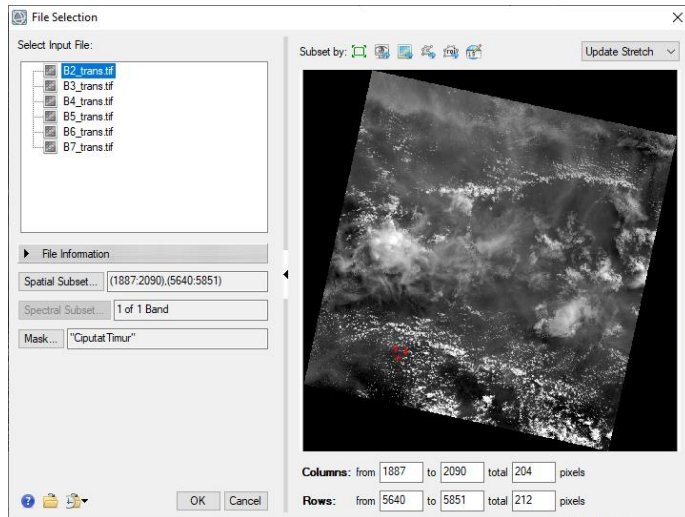 File Selection
Select Input File:
B2_trans.tif
B3_trans.tif
B4_trans.tif
B5_trans.tif
B6_trans.tif
B7_trans.tif
File Information
Spatial Subset... (1887:2090),(5640:5851)
Spectral Subset... 1 of 1 Band
Mask... "CiputatTimur"
OK Cancel
Subset by: Update Stretch
Columns: from 1887 to 2090 total 204 pixels
Rows: from 5640 to 5851 total 212 pixels